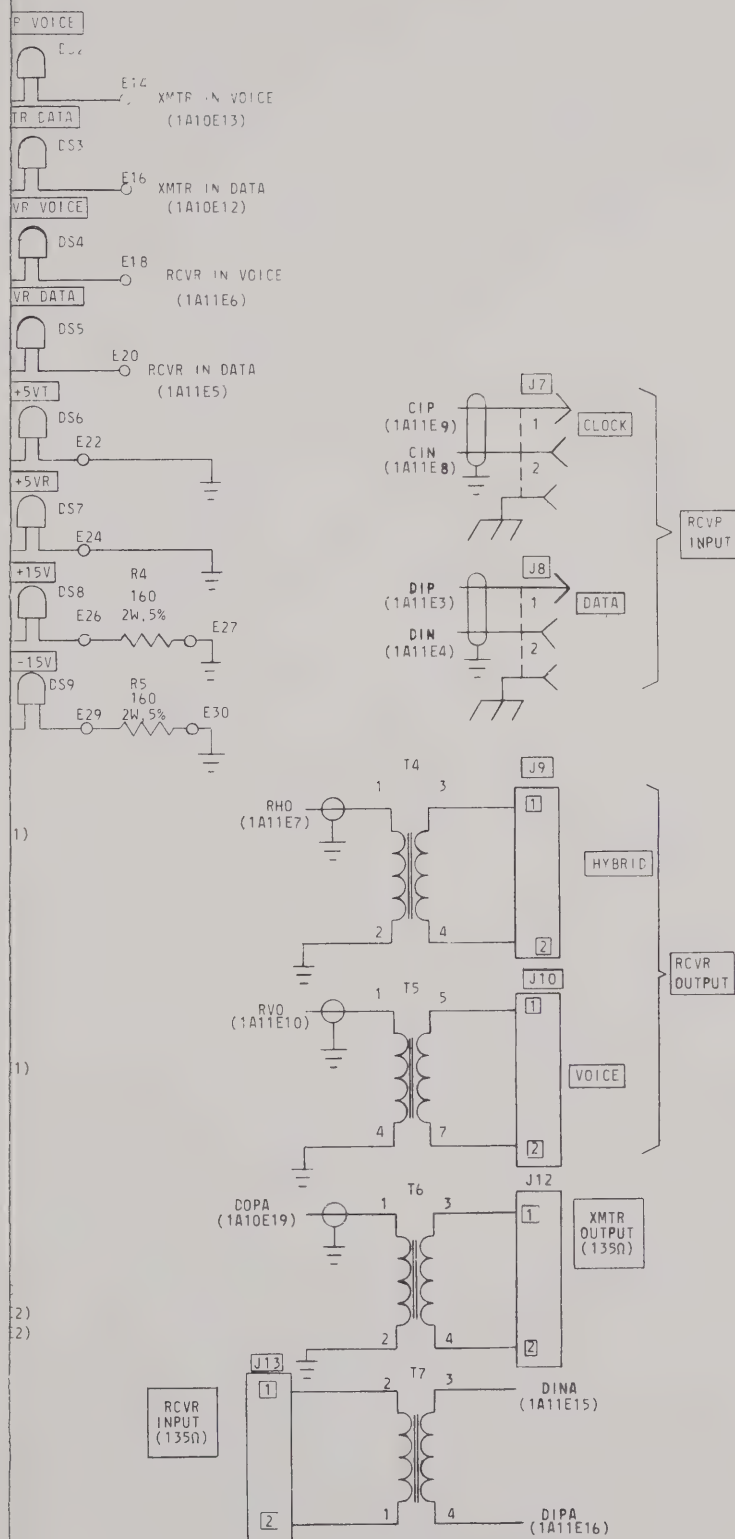 P VOICE
E14
XMTR IN VOICE
(1A10E13)
TR DATA
DS3
E16
XMTR IN DATA
(1A10E12)
VR VOICE
DS4
E18
RCVR IN VOICE
(1A11E6)
VR DATA
DS5
E20
RCVR IN DATA
(1A11E5)
+5VT
DS6
E22
+5VR
DS7
E24
+15V
DS8
E26
R4
160
2W,5%
E27
-15V
DS9
E29
R5
160
2W,5%
E30
J7
CIP
(1A11E9)
1
CLOCK
CIN
(1A11E8)
2
RCVR
INPUT
J8
DIP
(1A11E3)
1
DATA
DIN
(1A11E4)
2
T4
J9
RHO
(1A11E7)
1
3
1
HYBRID
2
4
2
1)
RCVR
OUTPUT
T5
J10
RVO
(1A11E10)
1
5
1
VOICE
4
7
2
1)
T6
J12
DOPA
(1A10E19)
1
3
1
XMTR
OUTPUT
(135Ω)
2
4
2
2)
2)
J13
T7
RCVR
INPUT
(135Ω)
1
2
3
DINA
(1A11E15)
2
1
4
DIPA
(1A11E16)